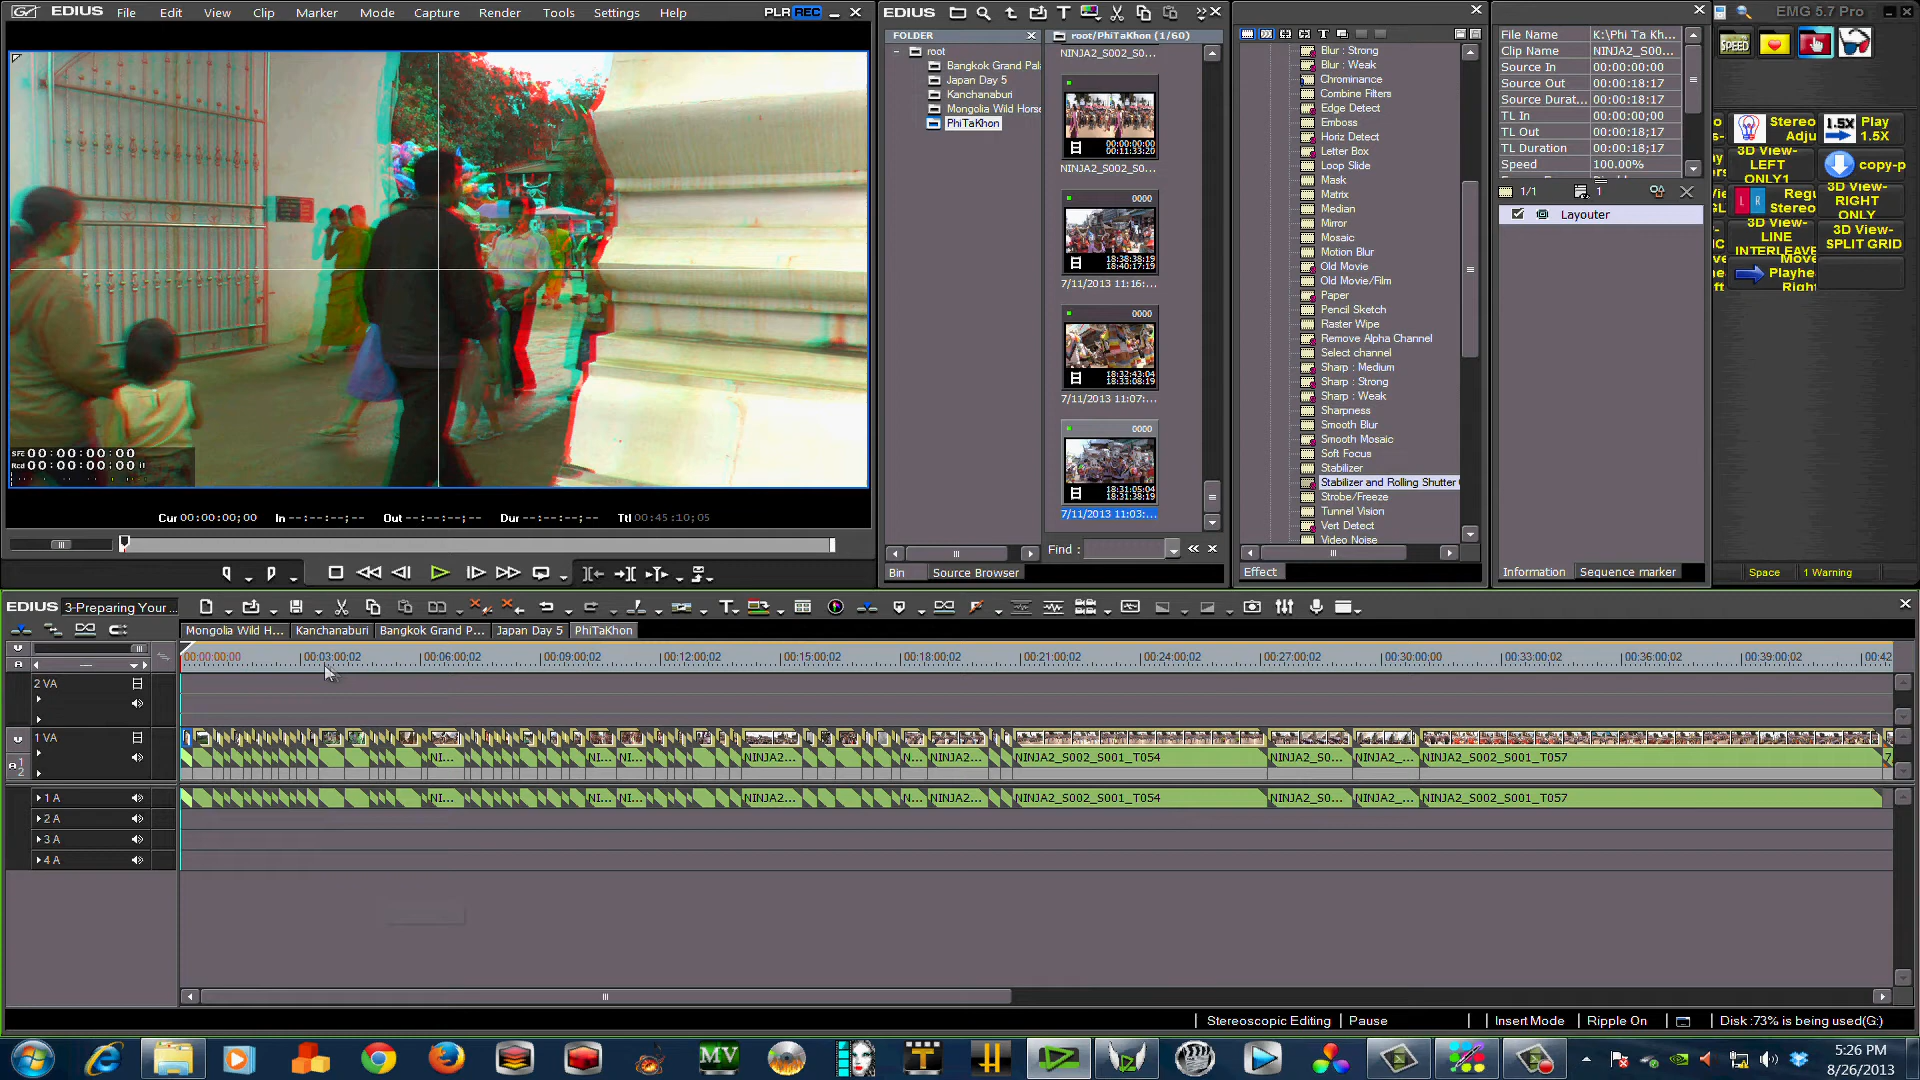 EDIUS File Edit View Clip Marker Mode Capture Render Tools Settings Help PLR REC
EDIUS
EMG 5.7 Pro
FOLDER
root
Bangkok Grand Pal
Japan Day 5
Kanchanaburi
Mongolia Wild Horse
PhiTaKhon
root/PhiTaKhon (1/60)
NINJA2_S002_S0...
00:00:00:00
00:11:33:20
NINJA2_S002_S0...
0000
18:38:38:19
18:40:17:19
7/11/2013 11:16:...
0000
18:32:43:04
18:33:08:19
7/11/2013 11:07:...
0000
18:31:05:04
18:31:38:19
7/11/2013 11:03:...
Find :
Bin Source Browser
Blur : Strong
Blur : Weak
Chrominance
Combine Filters
Edge Detect
Emboss
Horiz Detect
Letter Box
Loop Slide
Mask
Matrix
Median
Mirror
Mosaic
Motion Blur
Old Movie
Old Movie/Film
Paper
Pencil Sketch
Raster Wipe
Remove Alpha Channel
Select channel
Sharp : Medium
Sharp : Strong
Sharp : Weak
Sharpness
Smooth Blur
Smooth Mosaic
Soft Focus
Stabilizer
Stabilizer and Rolling Shutter
Strobe/Freeze
Tunnel Vision
Vert Detect
Video Noise
Effect
File Name K:\Phi Ta Kh...
Clip Name NINJA2_S00...
Source In 00:00:00:00
Source Out 00:00:18:17
Source Durat... 00:00:18:17
TL In 00:00:00;00
TL Out 00:00:18;17
TL Duration 00:00:18;17
Speed 100.00%
1/1 1
Layouter
Information Sequence marker
SPEED
Stereo Adju
1.5X Play 1.5X
3D View- LEFT ONLY1
copy-p
L R Regu Stereo
3D View- RIGHT ONLY
3D View- LINE INTERLEAVE
3D View- SPLIT GRID
Move Playhea Right
Space 1 Warning
Src 00:00:00:00
Rcd 00:00:00:00
Cur 00:00:00;00 In --:--:--;-- Out --:--:--;-- Dur --:--:--;-- Ttl 00:45:10;05
EDIUS 3-Preparing Your ...
Mongolia Wild H... Kanchanaburi Bangkok Grand P... Japan Day 5 PhiTaKhon
00:00:00;00 00:03:00;02 00:06:00;02 00:09:00;02 00:12:00;02 00:15:00;02 00:18:00;02 00:21:00;02 00:24:00;02 00:27:00;02 00:30:00;00 00:33:00;02 00:36:00;02 00:39:00;02 00:42
2 VA
1 VA
NI... NI... NI... NINJA2... N... NINJA2... NINJA2_S002_S001_T054 NINJA2_S0... NINJA2_... NINJA2_S002_S001_T057
1 A NI... NI... NI... NINJA2... N... NINJA2... NINJA2_S002_S001_T054 NINJA2_S0... NINJA2_... NINJA2_S002_S001_T057
2 A
3 A
4 A
Stereoscopic Editing Pause Insert Mode Ripple On Disk :73% is being used(G:)
MV
T
5:26 PM
8/26/2013